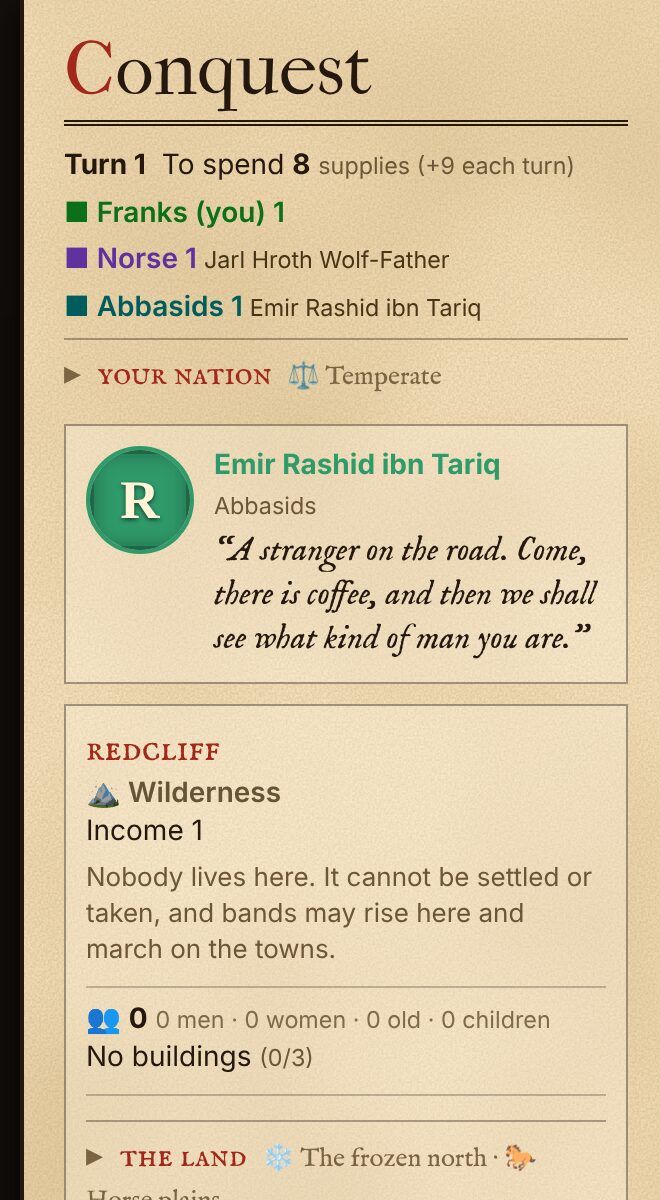 Conquest
Turn 1 To spend 8 supplies (+9 each turn)
Franks (you) 1
Norse 1 Jarl Hroth Wolf-Father
Abbasids 1 Emir Rashid ibn Tariq
YOUR NATION Temperate
R
Emir Rashid ibn Tariq
Abbasids
“A stranger on the road. Come,
there is coffee, and then we shall
see what kind of man you are.”
REDCLIFF
Wilderness
Income 1
Nobody lives here. It cannot be settled or
taken, and bands may rise here and
march on the towns.
0 0 men · 0 women · 0 old · 0 children
No buildings (0/3)
THE LAND The frozen north ·
Horse plains